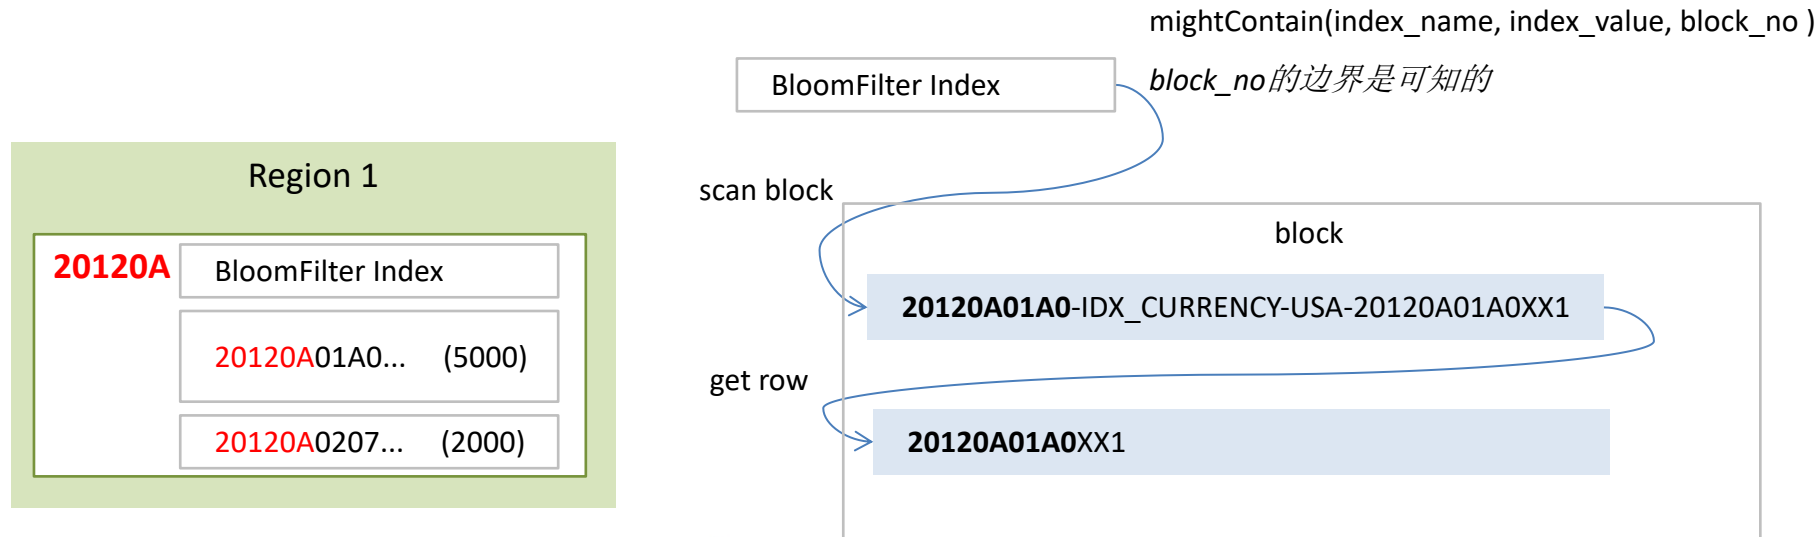 mightContain(index_name, index_value, block_no )
BloomFilter Index
block_no的边界是可知的
Region 1
scan block
block
20120A
BloomFilter Index
20120A01A0-IDX_CURRENCY-USA-20120A01A0XX1
20120A01A0... (5000)
get row
20120A0207... (2000)
20120A01A0XX1